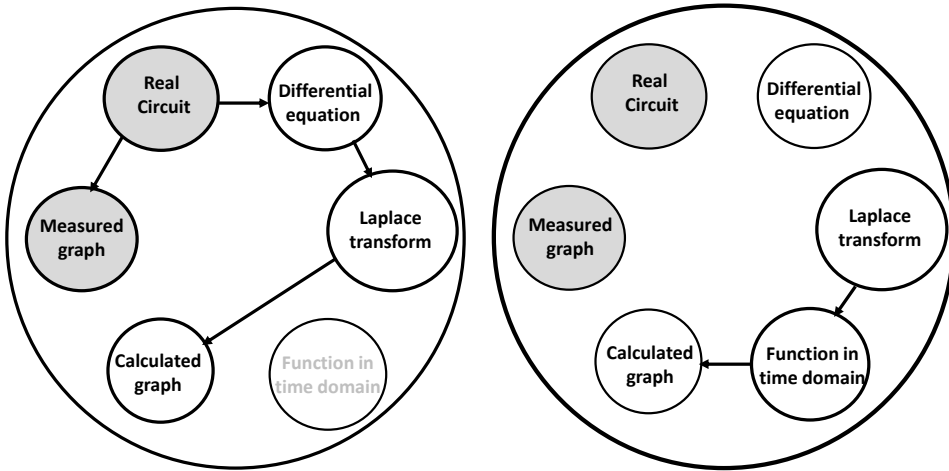 Real
Circuit
Differential
equation
Measured
graph
Laplace
transform
Calculated
graph
Function in
time domain
Real
Circuit
Differential
equation
Measured
graph
Laplace
transform
Calculated
graph
Function in
time domain